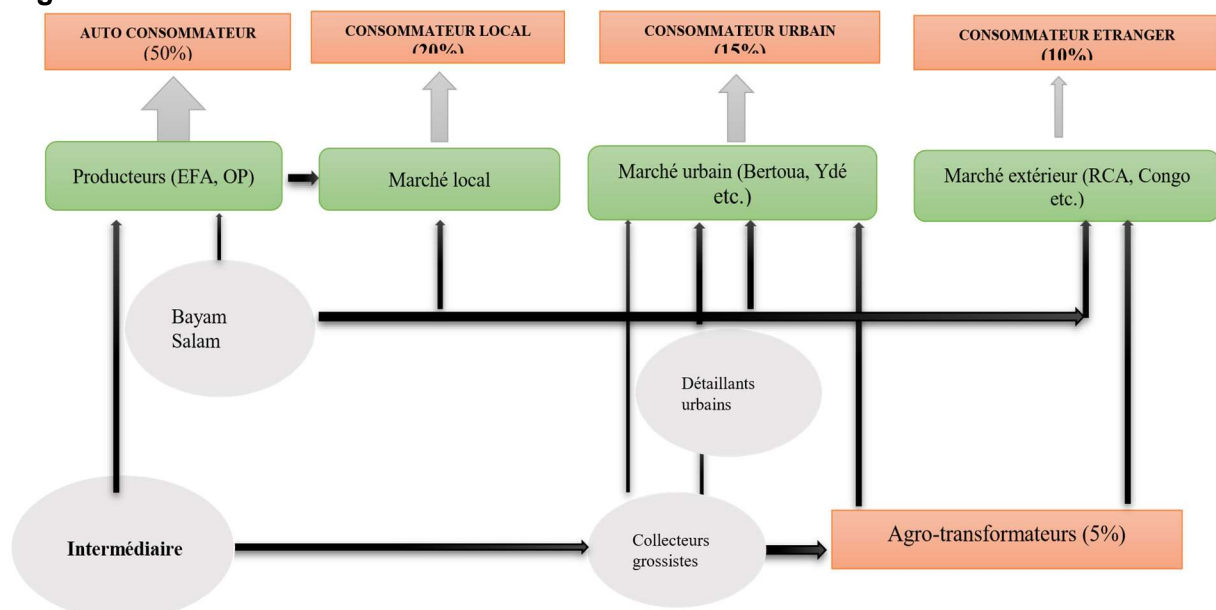 AUTO CONSOMMATEUR
(50%)
CONSOMMATEUR LOCAL
(20%)
CONSOMMATEUR URBAIN
(15%)
CONSOMMATEUR ETRANGER
(10%)
Producteurs (EFA, OP)
Marché local
Marché urbain (Bertoua, Ydé
etc.)
Marché extérieur (RCA, Congo
etc.)
Bayam
Salam
Détaillants
urbains
Intermédiaire
Collecteurs
grossistes
Agro-transformateurs (5%)